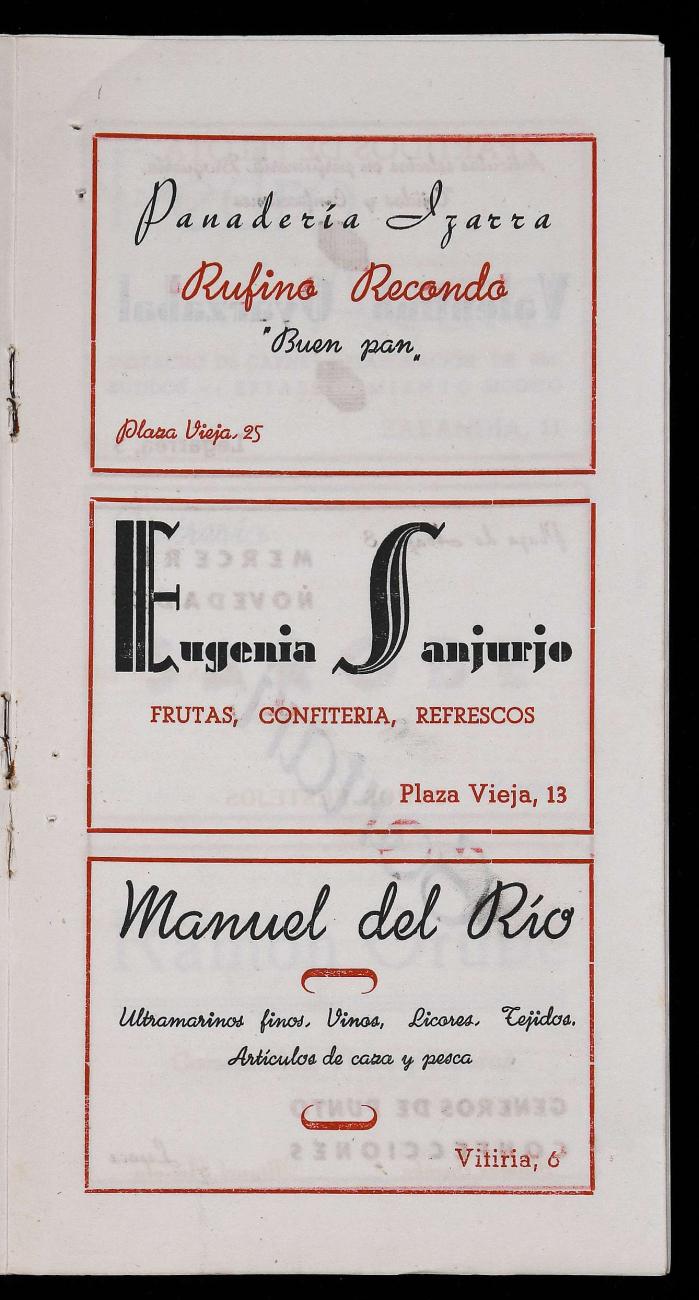 Panadería Izarra
Rufino Recondo
"Buen pan„
Plaza Vieja, 25
Eugenia Sanjurjo
FRUTAS, CONFITERIA, REFRESCOS
Plaza Vieja, 13
Manuel del Río
Ultramarinos finos, Vinos, Licores, Tejidos.
Artículos de caza y pesca
Vitiria, 6